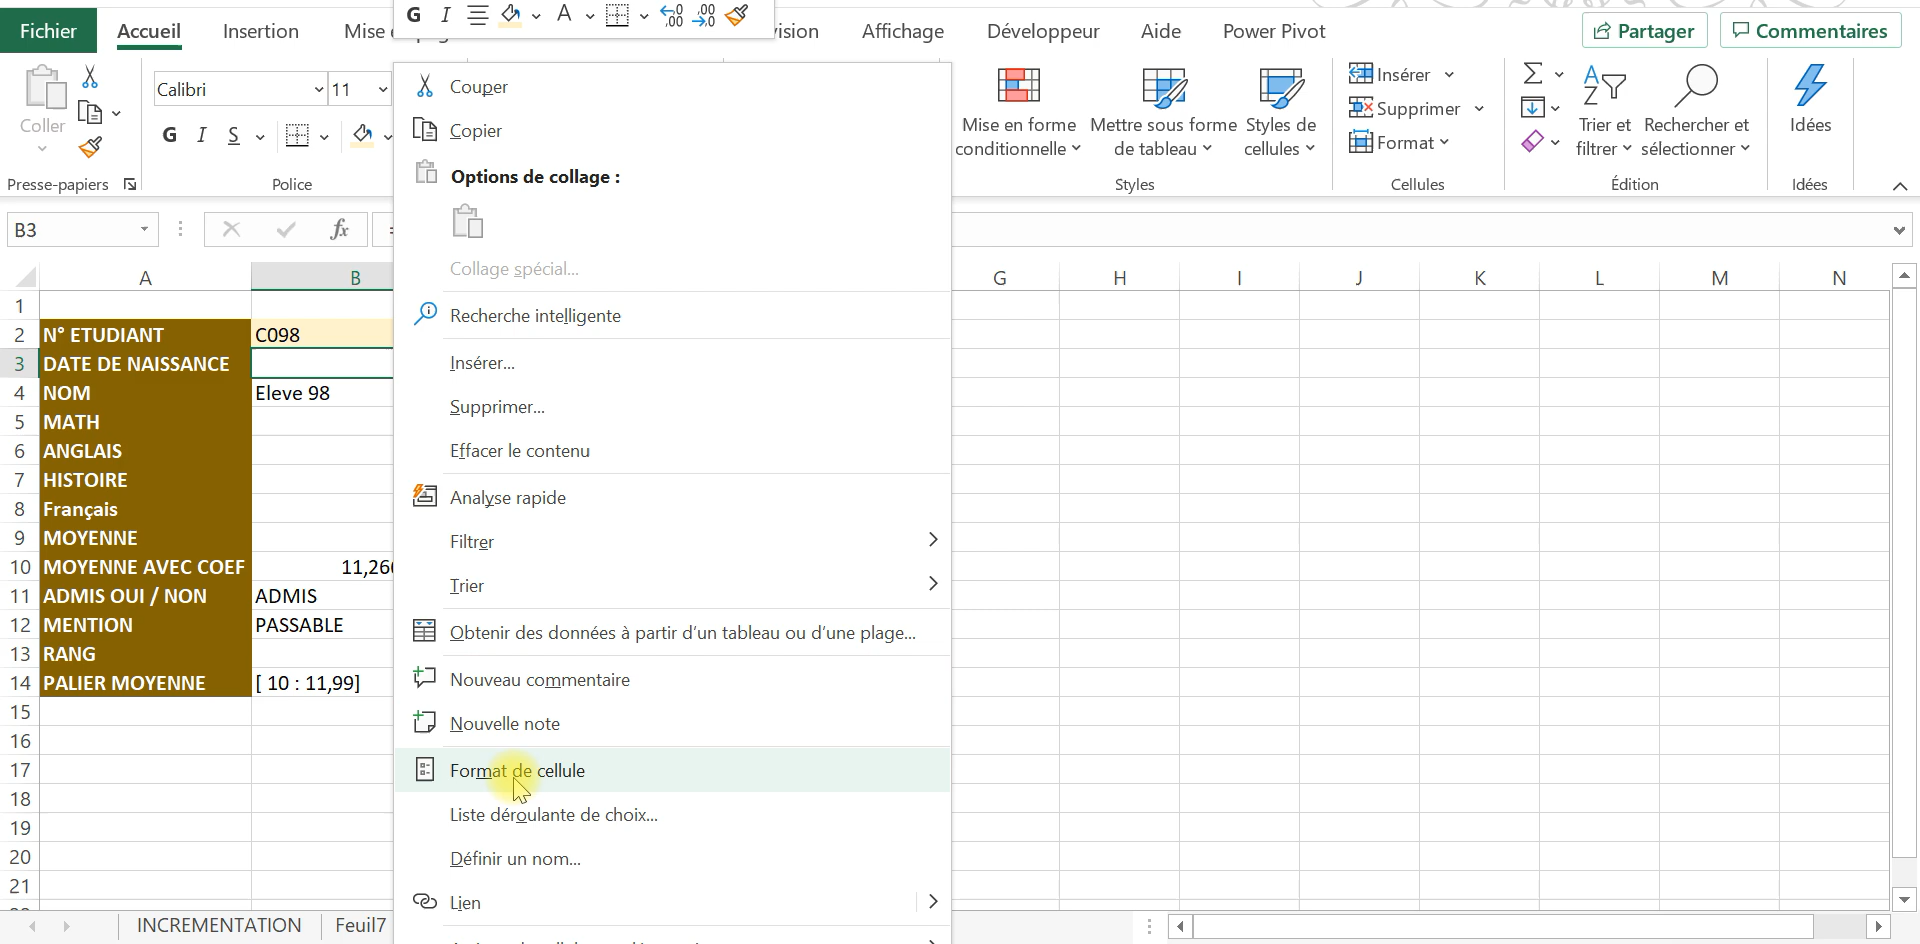 Fichier Accueil Insertion Mise Affichage Développeur Aide Power Pivot Partager Commentaires
G I A ,00 ,00
Coller
Calibri 11
G I S
Presse-papiers Police
Mise en forme conditionnelle
Mettre sous forme de tableau
Styles de cellules
Styles
Insérer
Supprimer
Format
Cellules
Trier et filtrer
Rechercher et sélectionner
Édition
Idées
Idées
B3 fx =
A B G H I J K L M N
1
2 N° ETUDIANT C098
3 DATE DE NAISSANCE
4 NOM Eleve 98
5 MATH
6 ANGLAIS
7 HISTOIRE
8 Français
9 MOYENNE
10 MOYENNE AVEC COEF 11,26
11 ADMIS OUI / NON ADMIS
12 MENTION PASSABLE
13 RANG
14 PALIER MOYENNE [ 10 : 11,99]
15
16
17
18
19
20
21
Couper
Copier
Options de collage :
Collage spécial...
Recherche intelligente
Insérer...
Supprimer...
Effacer le contenu
Analyse rapide
Filtrer
Trier
Obtenir des données à partir d'un tableau ou d'une plage...
Nouveau commentaire
Nouvelle note
Format de cellule
Liste déroulante de choix...
Définir un nom...
Lien
INCREMENTATION Feuil7